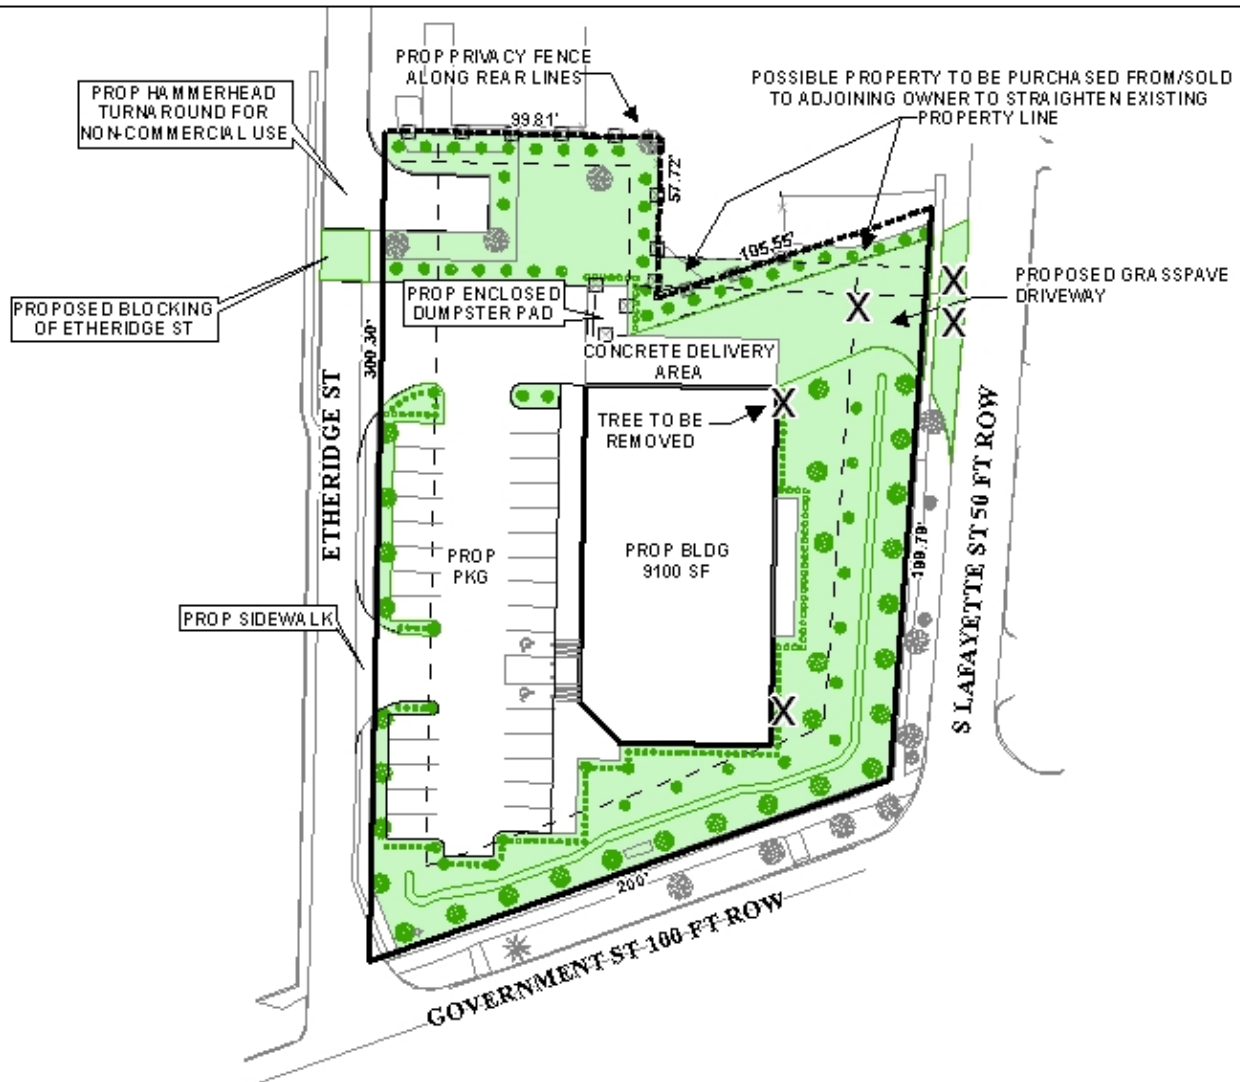 PROP PRIVACY FENCE
ALONG REAR LINES
POSSIBLE PROPERTY TO BE PURCHASED FROM/SOLD
TO ADJOINING OWNER TO STRAIGHTEN EXISTING
PROPERTY LINE
PROP HAMMERHEAD
TURNAROUND FOR
NON-COMMERCIAL USE
99.81'
57.72'
105.55'
PROPOSED GRASSPAVE
DRIVEWAY
PROPOSED BLOCKING
OF ETHERIDGE ST
PROP ENCLOSED
DUMPSTER PAD
X
X
X
300.30'
CONCRETE DELIVERY
AREA
X
TREE TO BE
REMOVED
ETHERIDGE ST
PROP
PKG
PROP BLDG
9100 SF
199.79'
S LAFAYETTE ST 50 FT ROW
PROP SIDEWALK
X
200'
GOVERNMENT ST 100 FT ROW